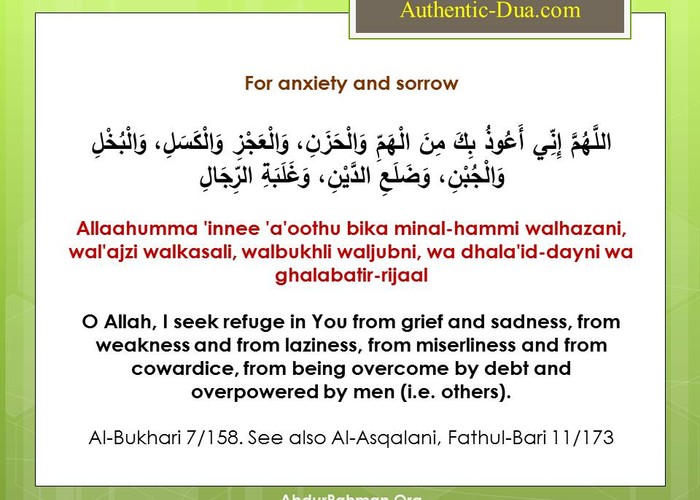 Authentic-Dua.com
For anxiety and sorrow
اللَّهُمَّ إِنِّي أَعُوذُ بِكَ مِنَ الْهَمِّ وَالْحَزَنِ، وَالْعَجْزِ وَالْكَسَلِ، وَالْبُخْلِ
وَالْجُبْنِ، وَضَلَعِ الدَّيْنِ، وَغَلَبَةِ الرِّجَالِ
Allaahumma 'innee 'a'oothu bika minal-hammi walhazani,
wal'ajzi walkasali, walbukhli waljubni, wa dhala'id-dayni wa
ghalabatir-rijaal
O Allah, I seek refuge in You from grief and sadness, from
weakness and from laziness, from miserliness and from
cowardice, from being overcome by debt and
overpowered by men (i.e. others).
Al-Bukhari 7/158. See also Al-Asqalani, Fathul-Bari 11/173
AbdurRahman.Org